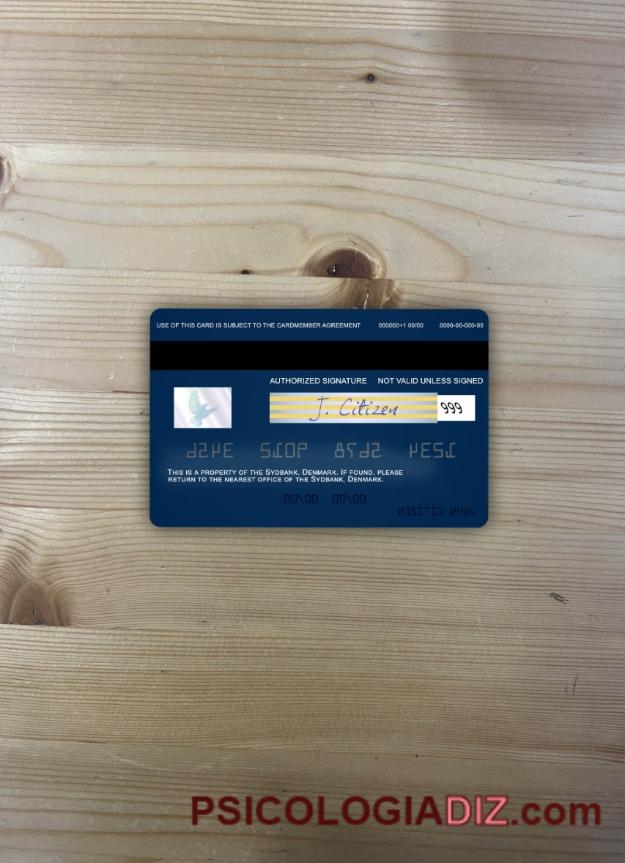 USE OF THIS CARD IS SUBJECT TO THE CARDMEMBER AGREEMENT 000000+1 00/00 0000-00-000-00
AUTHORIZED SIGNATURE NOT VALID UNLESS SIGNED
J. Citizen 999
1234 5678 9012 3456
THIS IS A PROPERTY OF THE SYDBANK, DENMARK. IF FOUND, PLEASE
RETURN TO THE NEAREST OFFICE OF THE SYDBANK, DENMARK.
00/00 00/00
JOHN CITIZEN
PSICOLOGIADIZ.com